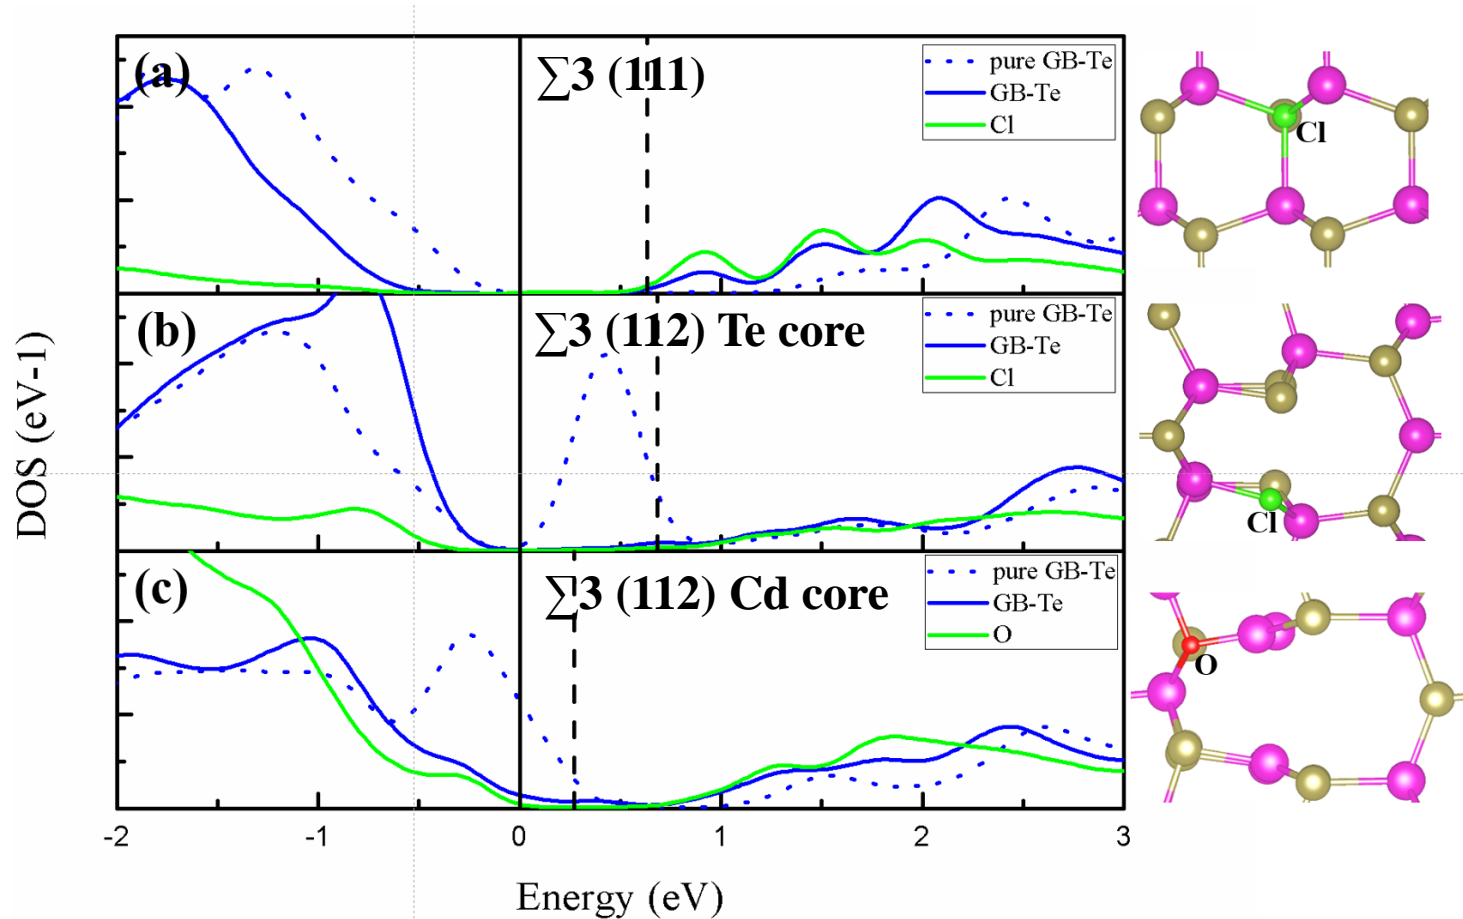 (a)
∑3 (111)
pure GB-Te
GB-Te
Cl
Cl
(b)
∑3 (112) Te core
pure GB-Te
GB-Te
Cl
Cl
(c)
∑3 (112) Cd core
pure GB-Te
GB-Te
O
O
DOS (eV-1)
-2 -1 0 1 2 3
Energy (eV)